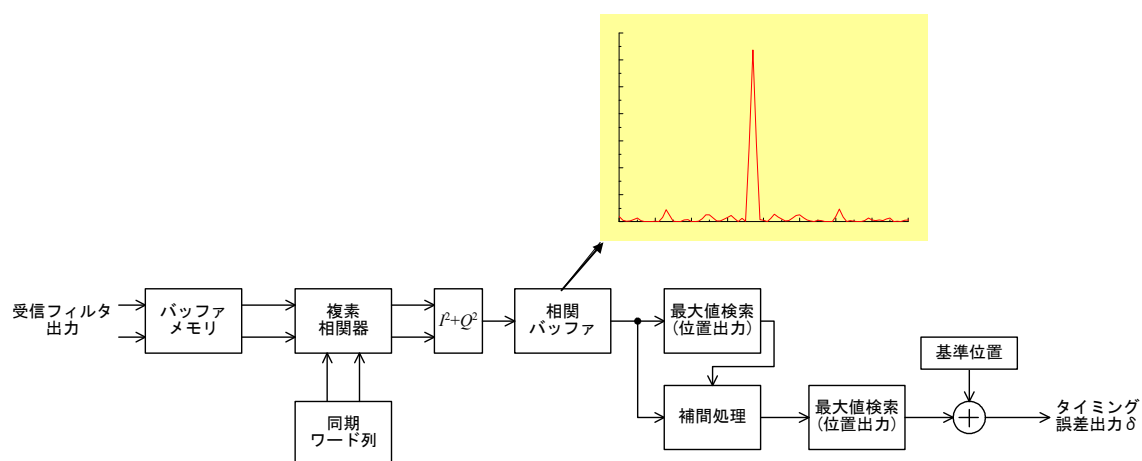 受信フィルタ
出力
バッファ
メモリ
複素
相関器
同期
ワード列
I²+Q²
相関
バッファ
最大値検索
(位置出力)
補間処理
最大値検索
(位置出力)
基準位置
タイミング
誤差出力δ